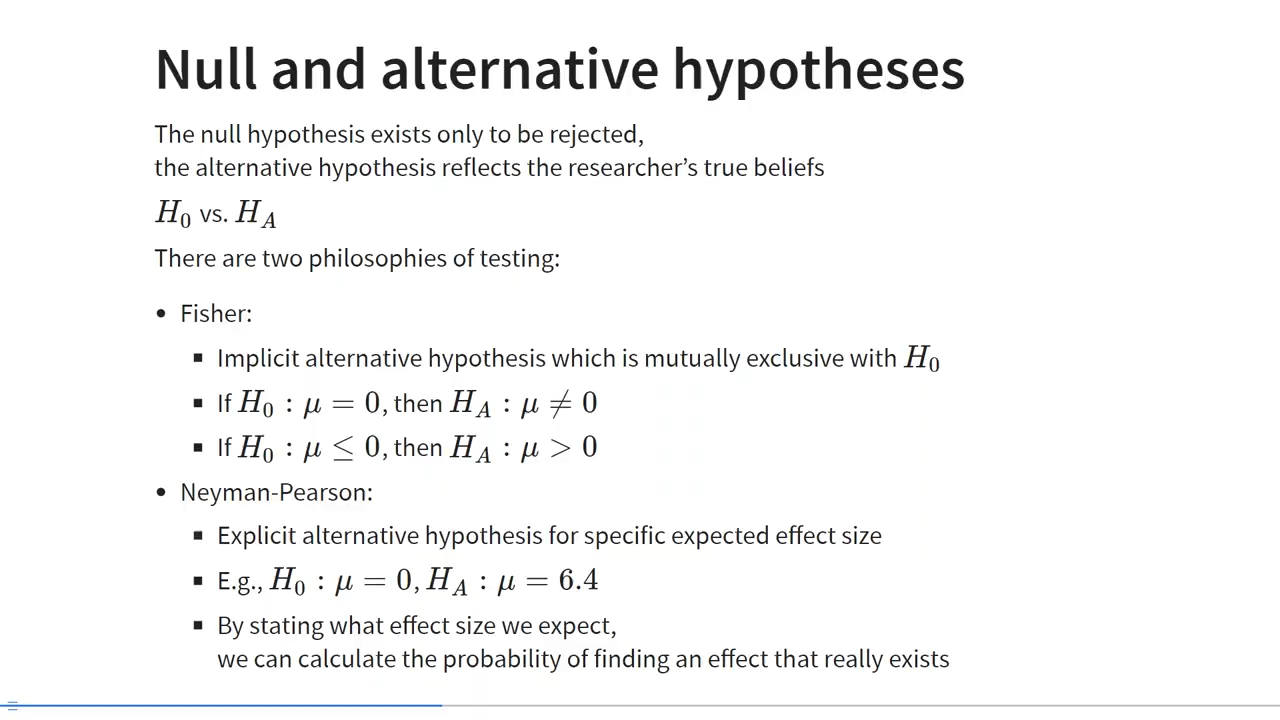 Null and alternative hypotheses
The null hypothesis exists only to be rejected,
the alternative hypothesis reflects the researcher’s true beliefs
H₀ vs. H_A
There are two philosophies of testing:
• Fisher:
▪ Implicit alternative hypothesis which is mutually exclusive with H₀
▪ If H₀ : μ = 0, then H_A : μ ≠ 0
▪ If H₀ : μ ≤ 0, then H_A : μ > 0
• Neyman-Pearson:
▪ Explicit alternative hypothesis for specific expected effect size
▪ E.g., H₀ : μ = 0, H_A : μ = 6.4
▪ By stating what effect size we expect,
we can calculate the probability of finding an effect that really exists